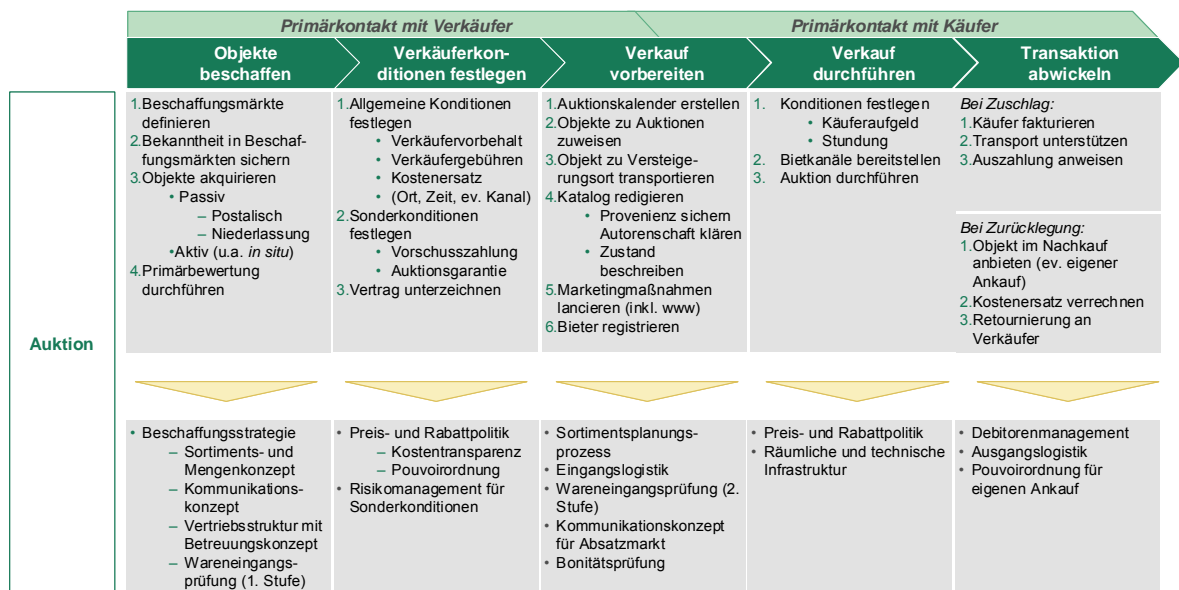 Primärkontakt mit Verkäufer
Primärkontakt mit Käufer
Objekte
beschaffen
Verkäuferkon-
ditionen festlegen
Verkauf
vorbereiten
Verkauf
durchführen
Transaktion
abwickeln
Auktion
1.Beschaffungsmärkte
definieren
2.Bekanntheit in Beschaf-
fungsmärkten sichern
3.Objekte akquirieren
• Passiv
– Postalisch
– Niederlassung
•Aktiv (u.a. in situ)
4.Primärbewertung
durchführen
1.Allgemeine Konditionen
festlegen
• Verkäufervorbehalt
• Verkäufergebühren
• Kostenersatz
• (Ort, Zeit, ev. Kanal)
2.Sonderkonditionen
festlegen
• Vorschusszahlung
• Auktionsgarantie
3.Vertrag unterzeichnen
1.Auktionskalender erstellen
2.Objekte zu Auktionen
zuweisen
3.Objekt zu Versteige-
rungsort transportieren
4.Katalog redigieren
• Provenienz sichern
Autorenschaft klären
• Zustand
beschreiben
5.Marketingmaßnahmen
lancieren (inkl. www)
6.Bieter registrieren
1. Konditionen festlegen
• Käuferaufgeld
• Stundung
2. Bietkanäle bereitstellen
3. Auktion durchführen
Bei Zuschlag:
1.Käufer fakturieren
2.Transport unterstützen
3.Auszahlung anweisen
Bei Zurücklegung:
1.Objekt im Nachkauf
anbieten (ev. eigener
Ankauf)
2.Kostenersatz verrechnen
3.Retournierung an
Verkäufer
• Beschaffungsstrategie
– Sortiments- und
Mengenkonzept
– Kommunikations-
konzept
– Vertriebsstruktur mit
Betreuungskonzept
– Wareneingangs-
prüfung (1. Stufe)
• Preis- und Rabattpolitik
– Kostentransparenz
– Pouvoirordnung
• Risikomanagement für
Sonderkonditionen
• Sortimentsplanungs-
prozess
• Eingangslogistik
• Wareneingangsprüfung (2.
Stufe)
• Kommunikationskonzept
für Absatzmarkt
• Bonitätsprüfung
• Preis- und Rabattpolitik
• Räumliche und technische
Infrastruktur
• Debitorenmanagement
• Ausgangslogistik
• Pouvoirordnung für
eigenen Ankauf